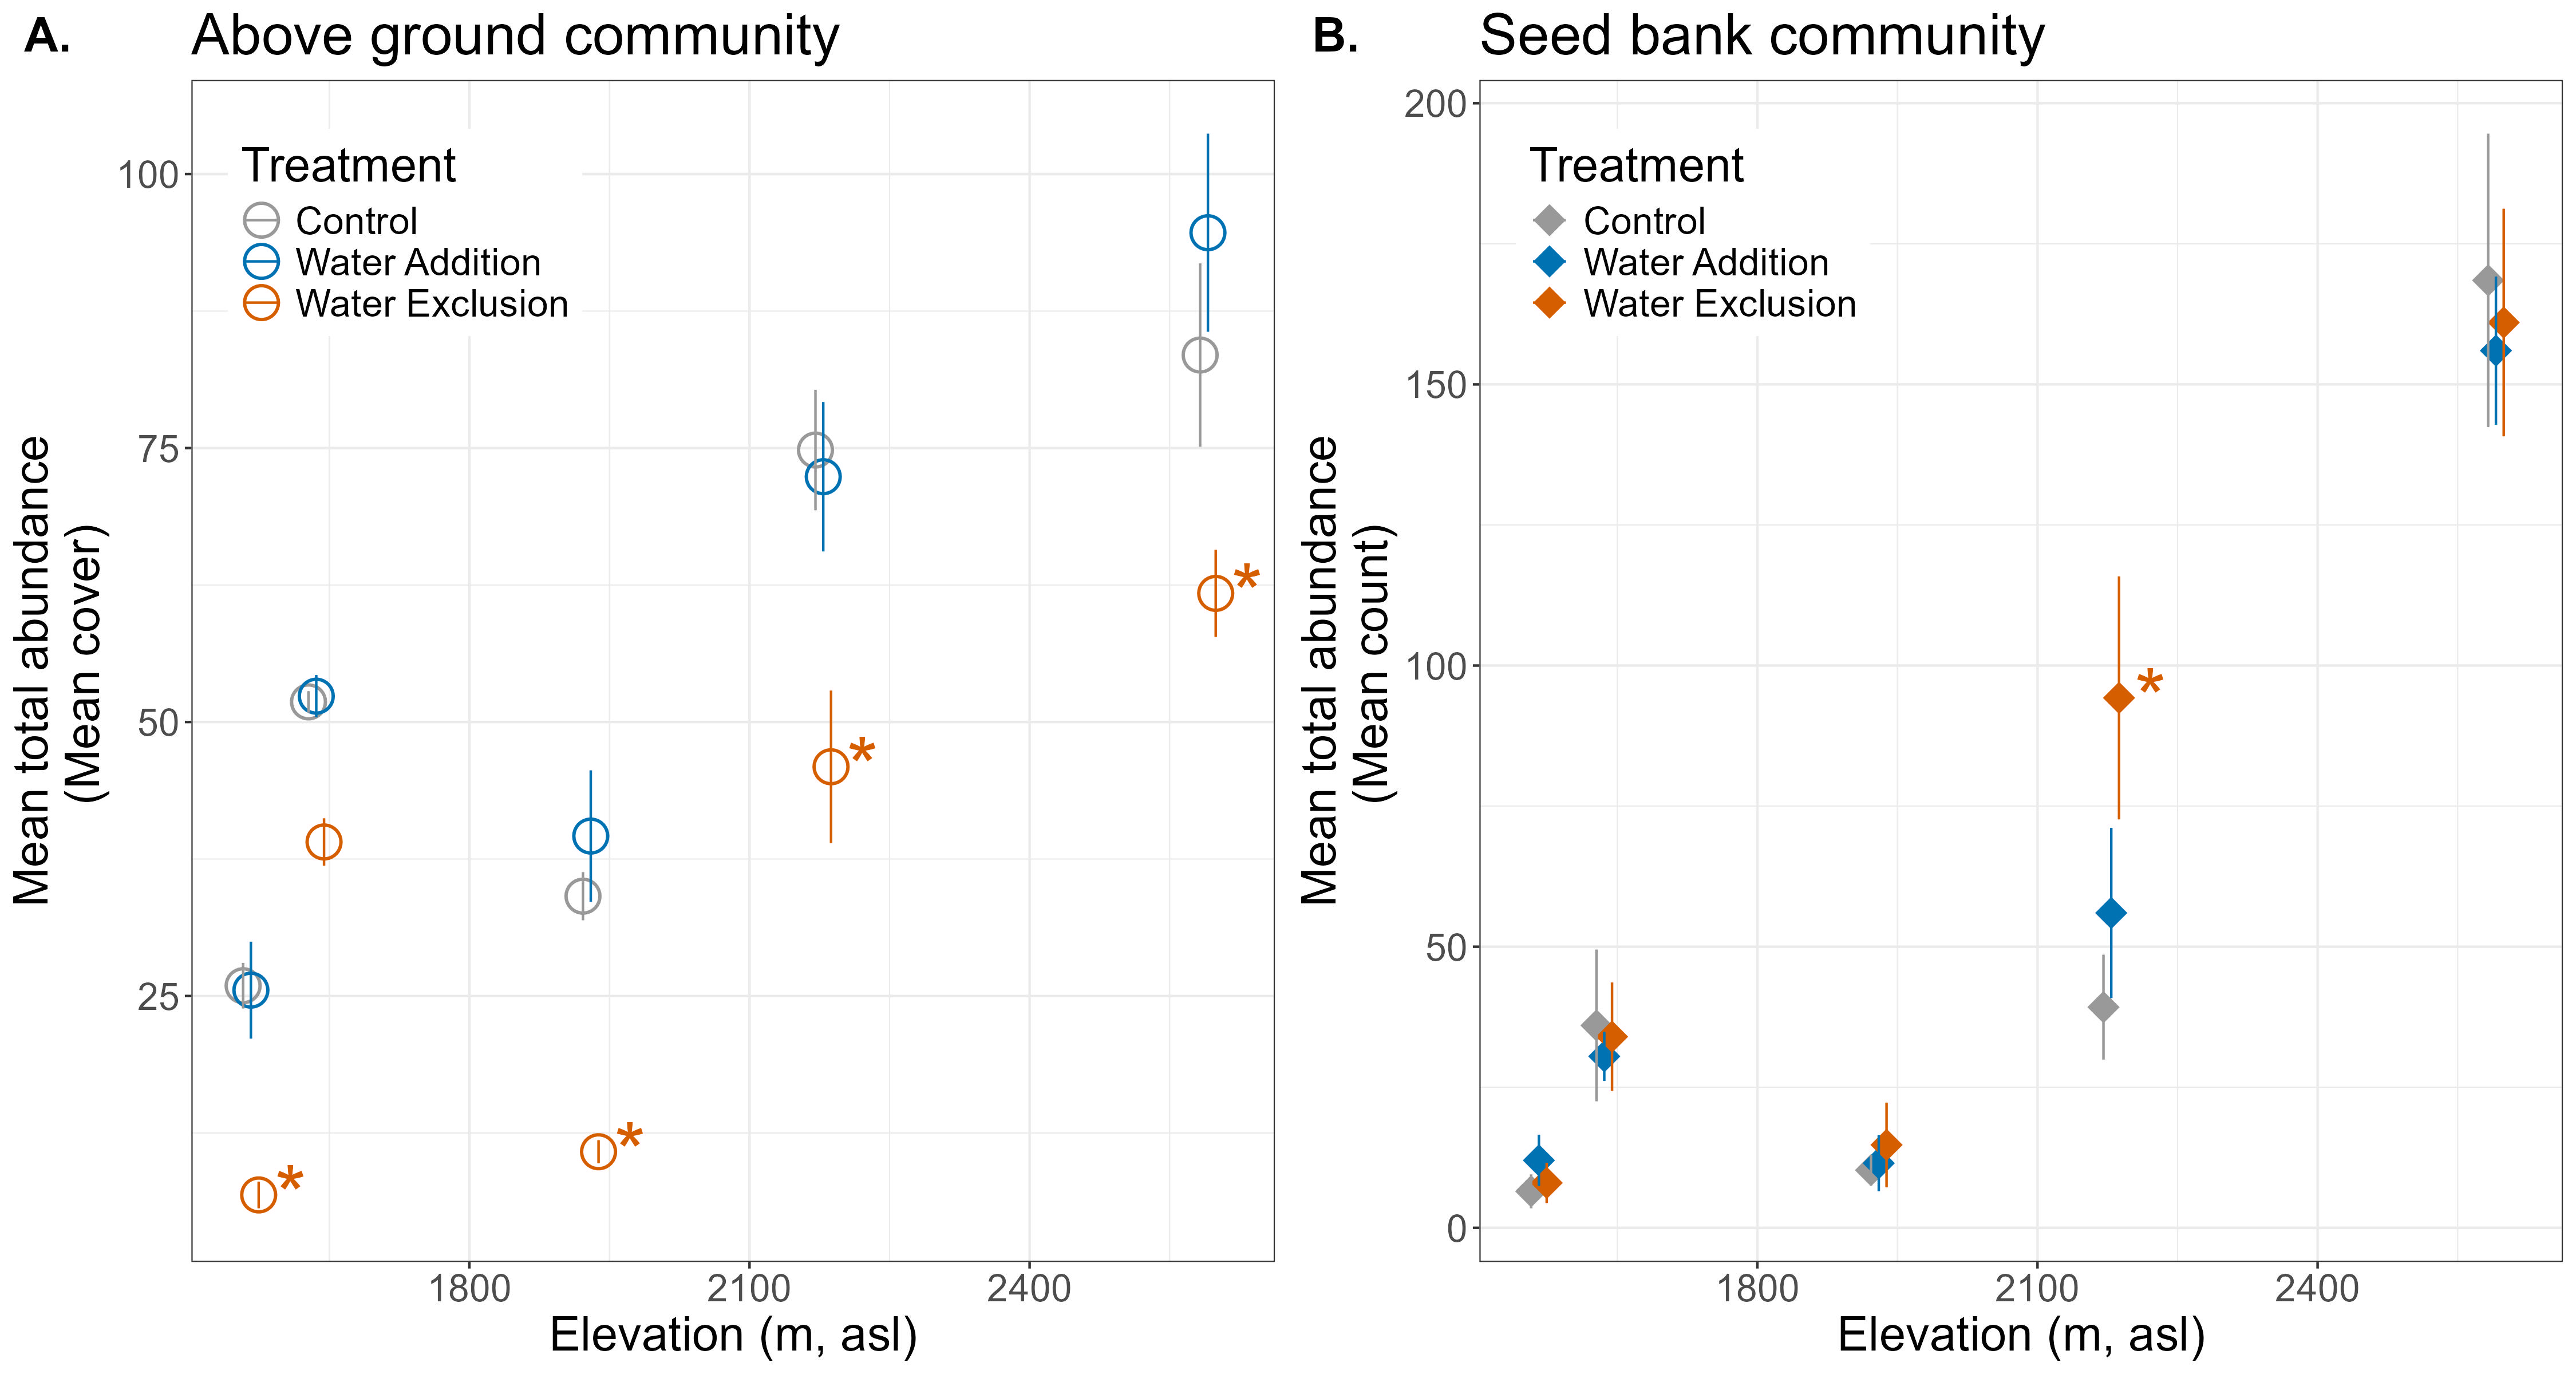 A.
Above ground community
Mean total abundance
(Mean cover)
100
75
50
25
Treatment
Control
Water Addition
Water Exclusion
*
*
*
*
1800
2100
2400
Elevation (m, asl)
B.
Seed bank community
Mean total abundance
(Mean count)
200
150
100
50
0
Treatment
Control
Water Addition
Water Exclusion
*
1800
2100
2400
Elevation (m, asl)